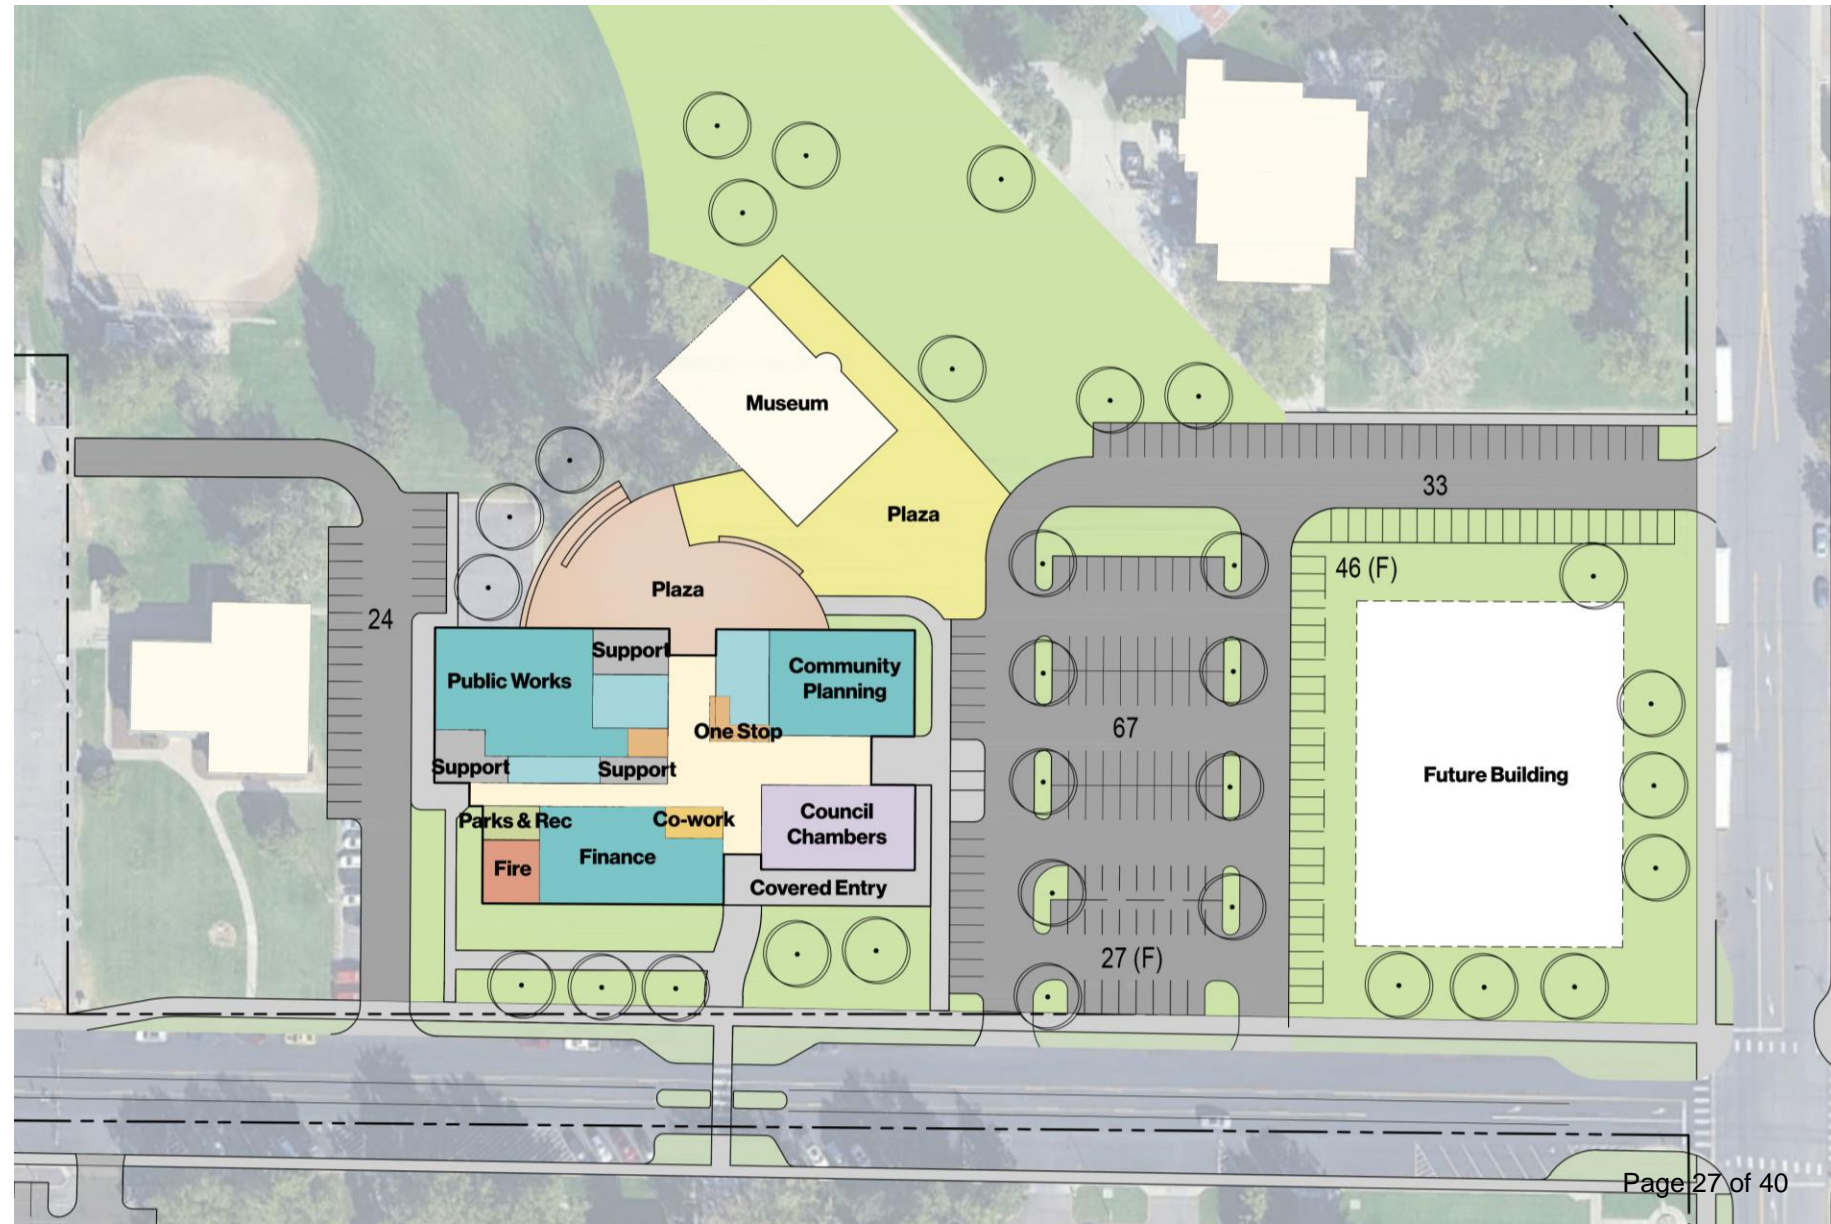 Museum
33
Plaza
46 (F)
Plaza
24
Support
Public Works
Community
Planning
67
One Stop
Support
Support
Future Building
Parks & Rec
Co-work
Council
Chambers
Finance
Fire
Covered Entry
27 (F)
Page 27 of 40